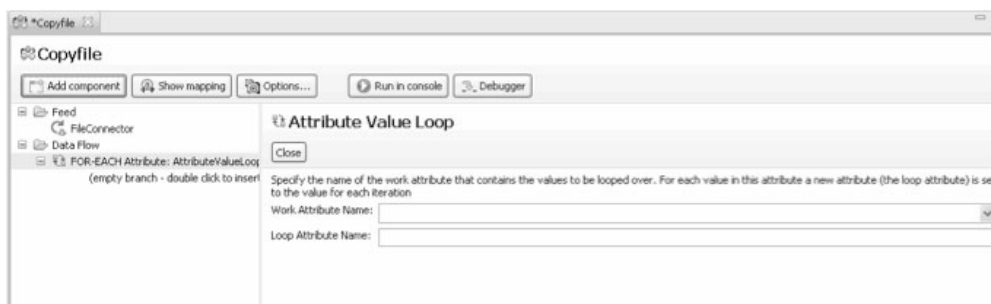 *Copyfile
Copyfile
Add component Show mapping Options... Run in console Debugger
Feed
FileConnector
Data Flow
FOR-EACH Attribute: AttributeValueLoop
(empty branch - double click to insert
Attribute Value Loop
Close
Specify the name of the work attribute that contains the values to be looped over. For each value in this attribute a new attribute (the loop attribute) is se
to the value for each iteration
Work Attribute Name:
Loop Attribute Name: